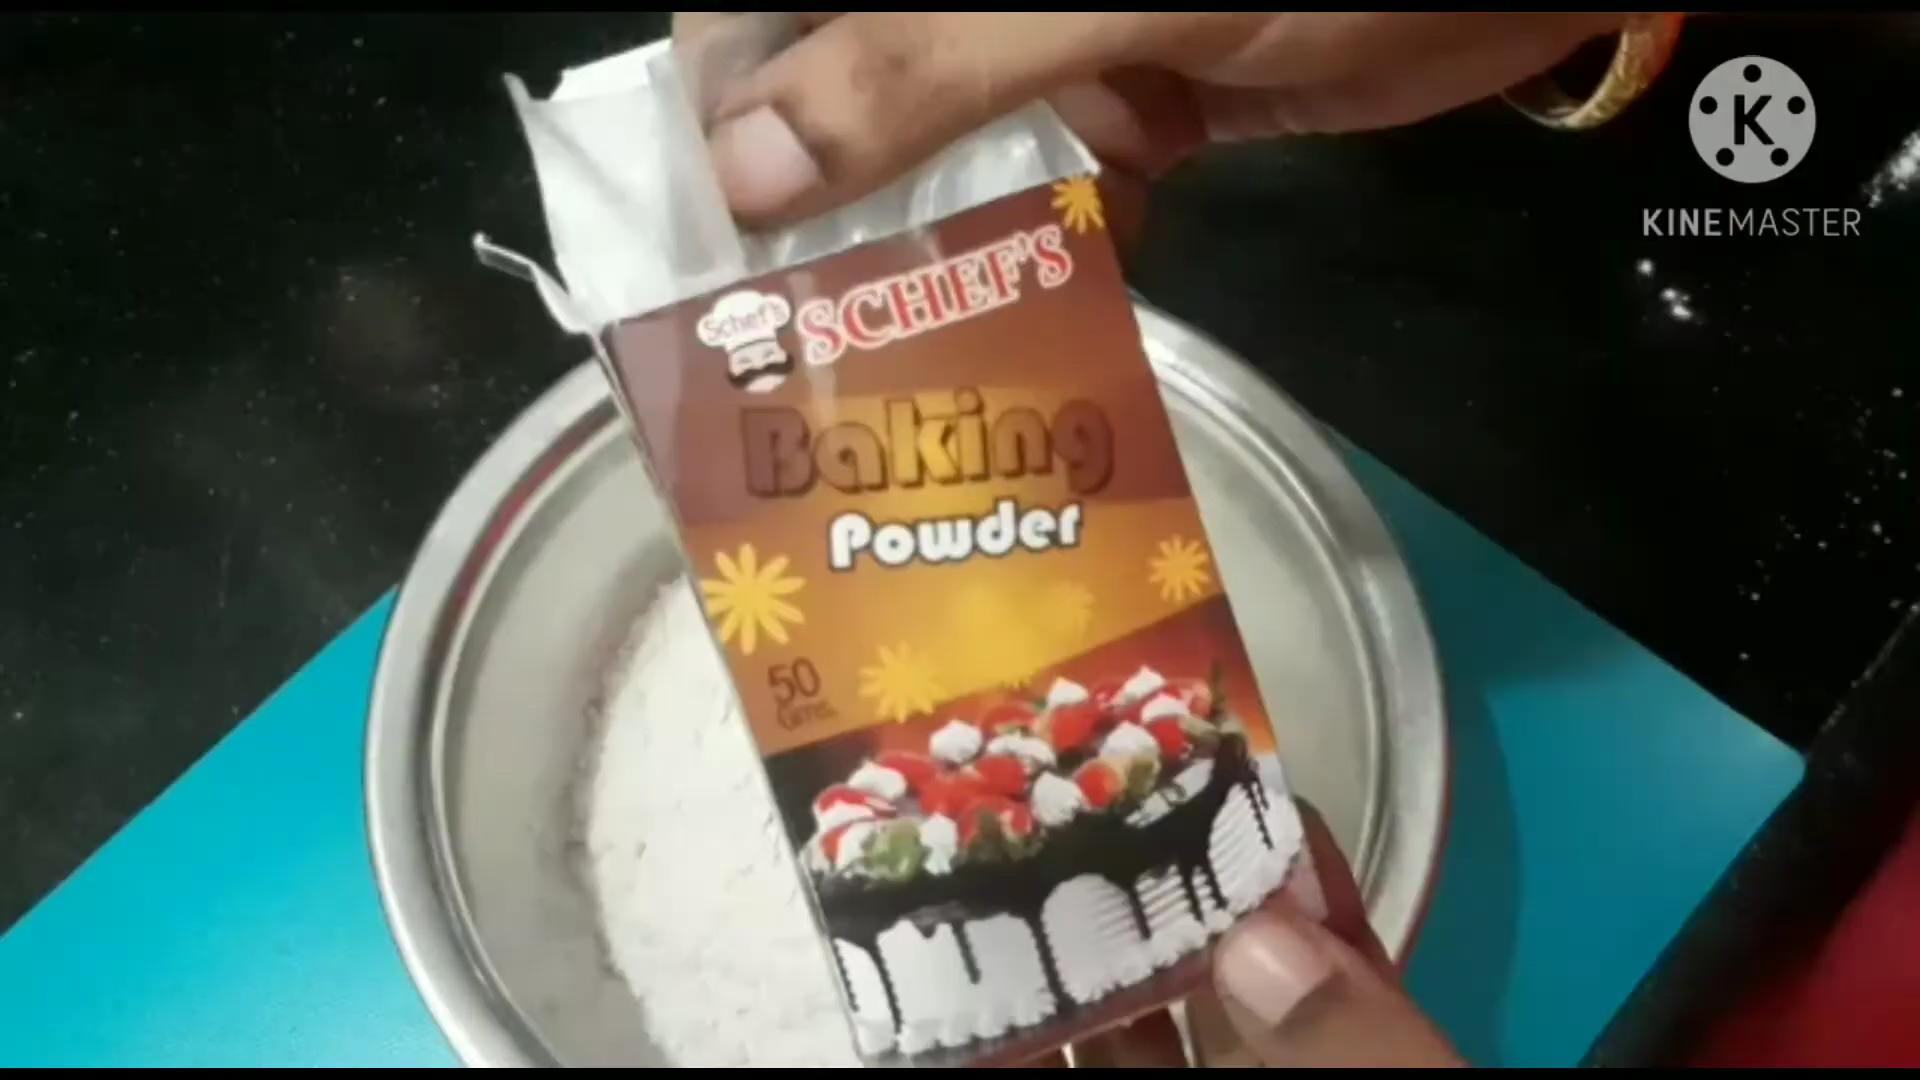 KINEMASTER
Schef's
SCHEF'S
Baking
Powder
50
Gms.